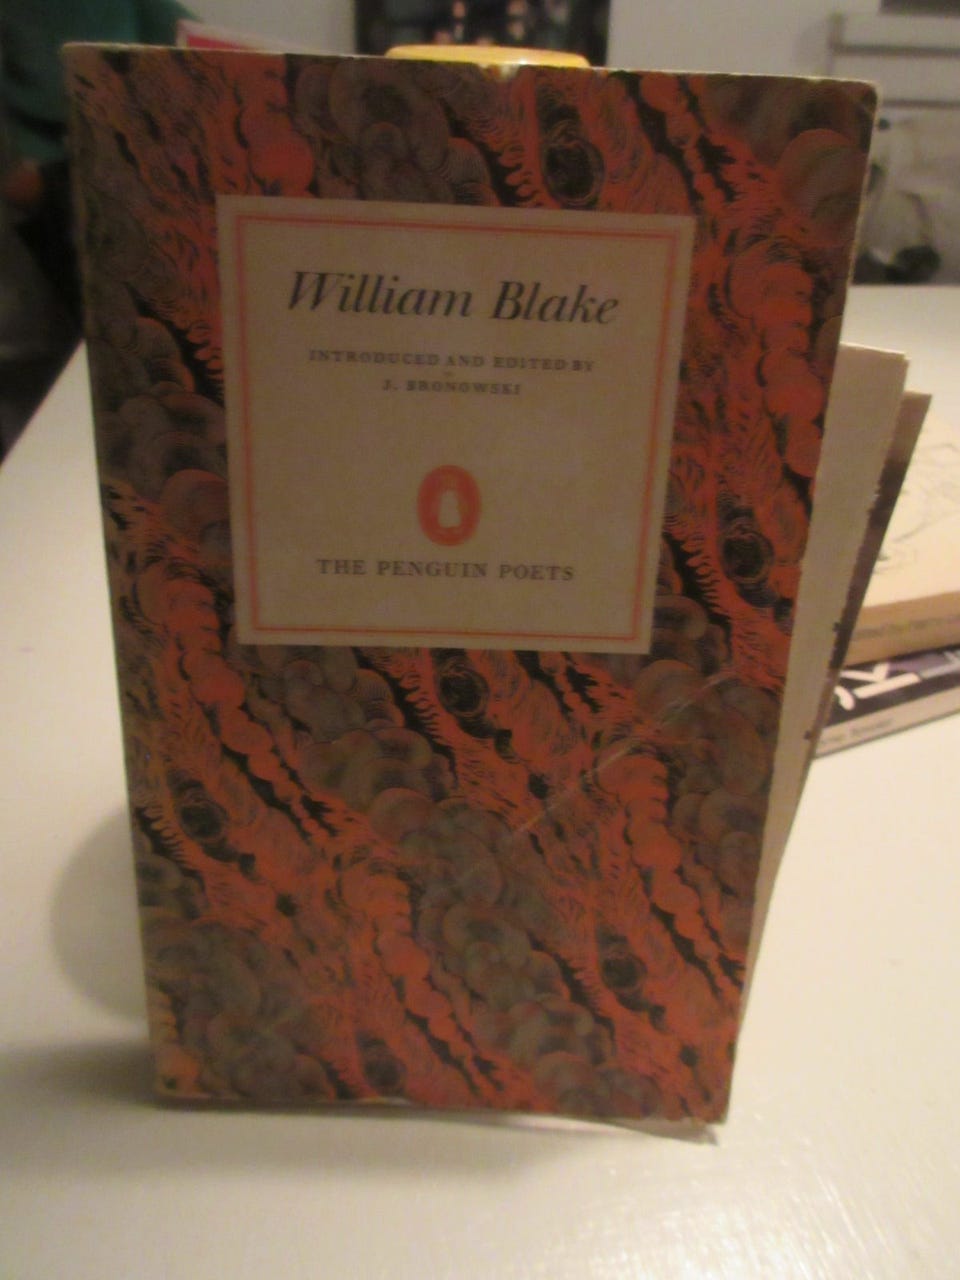 William Blake
INTRODUCED AND EDITED BY
J. BRONOWSKI
THE PENGUIN POETS